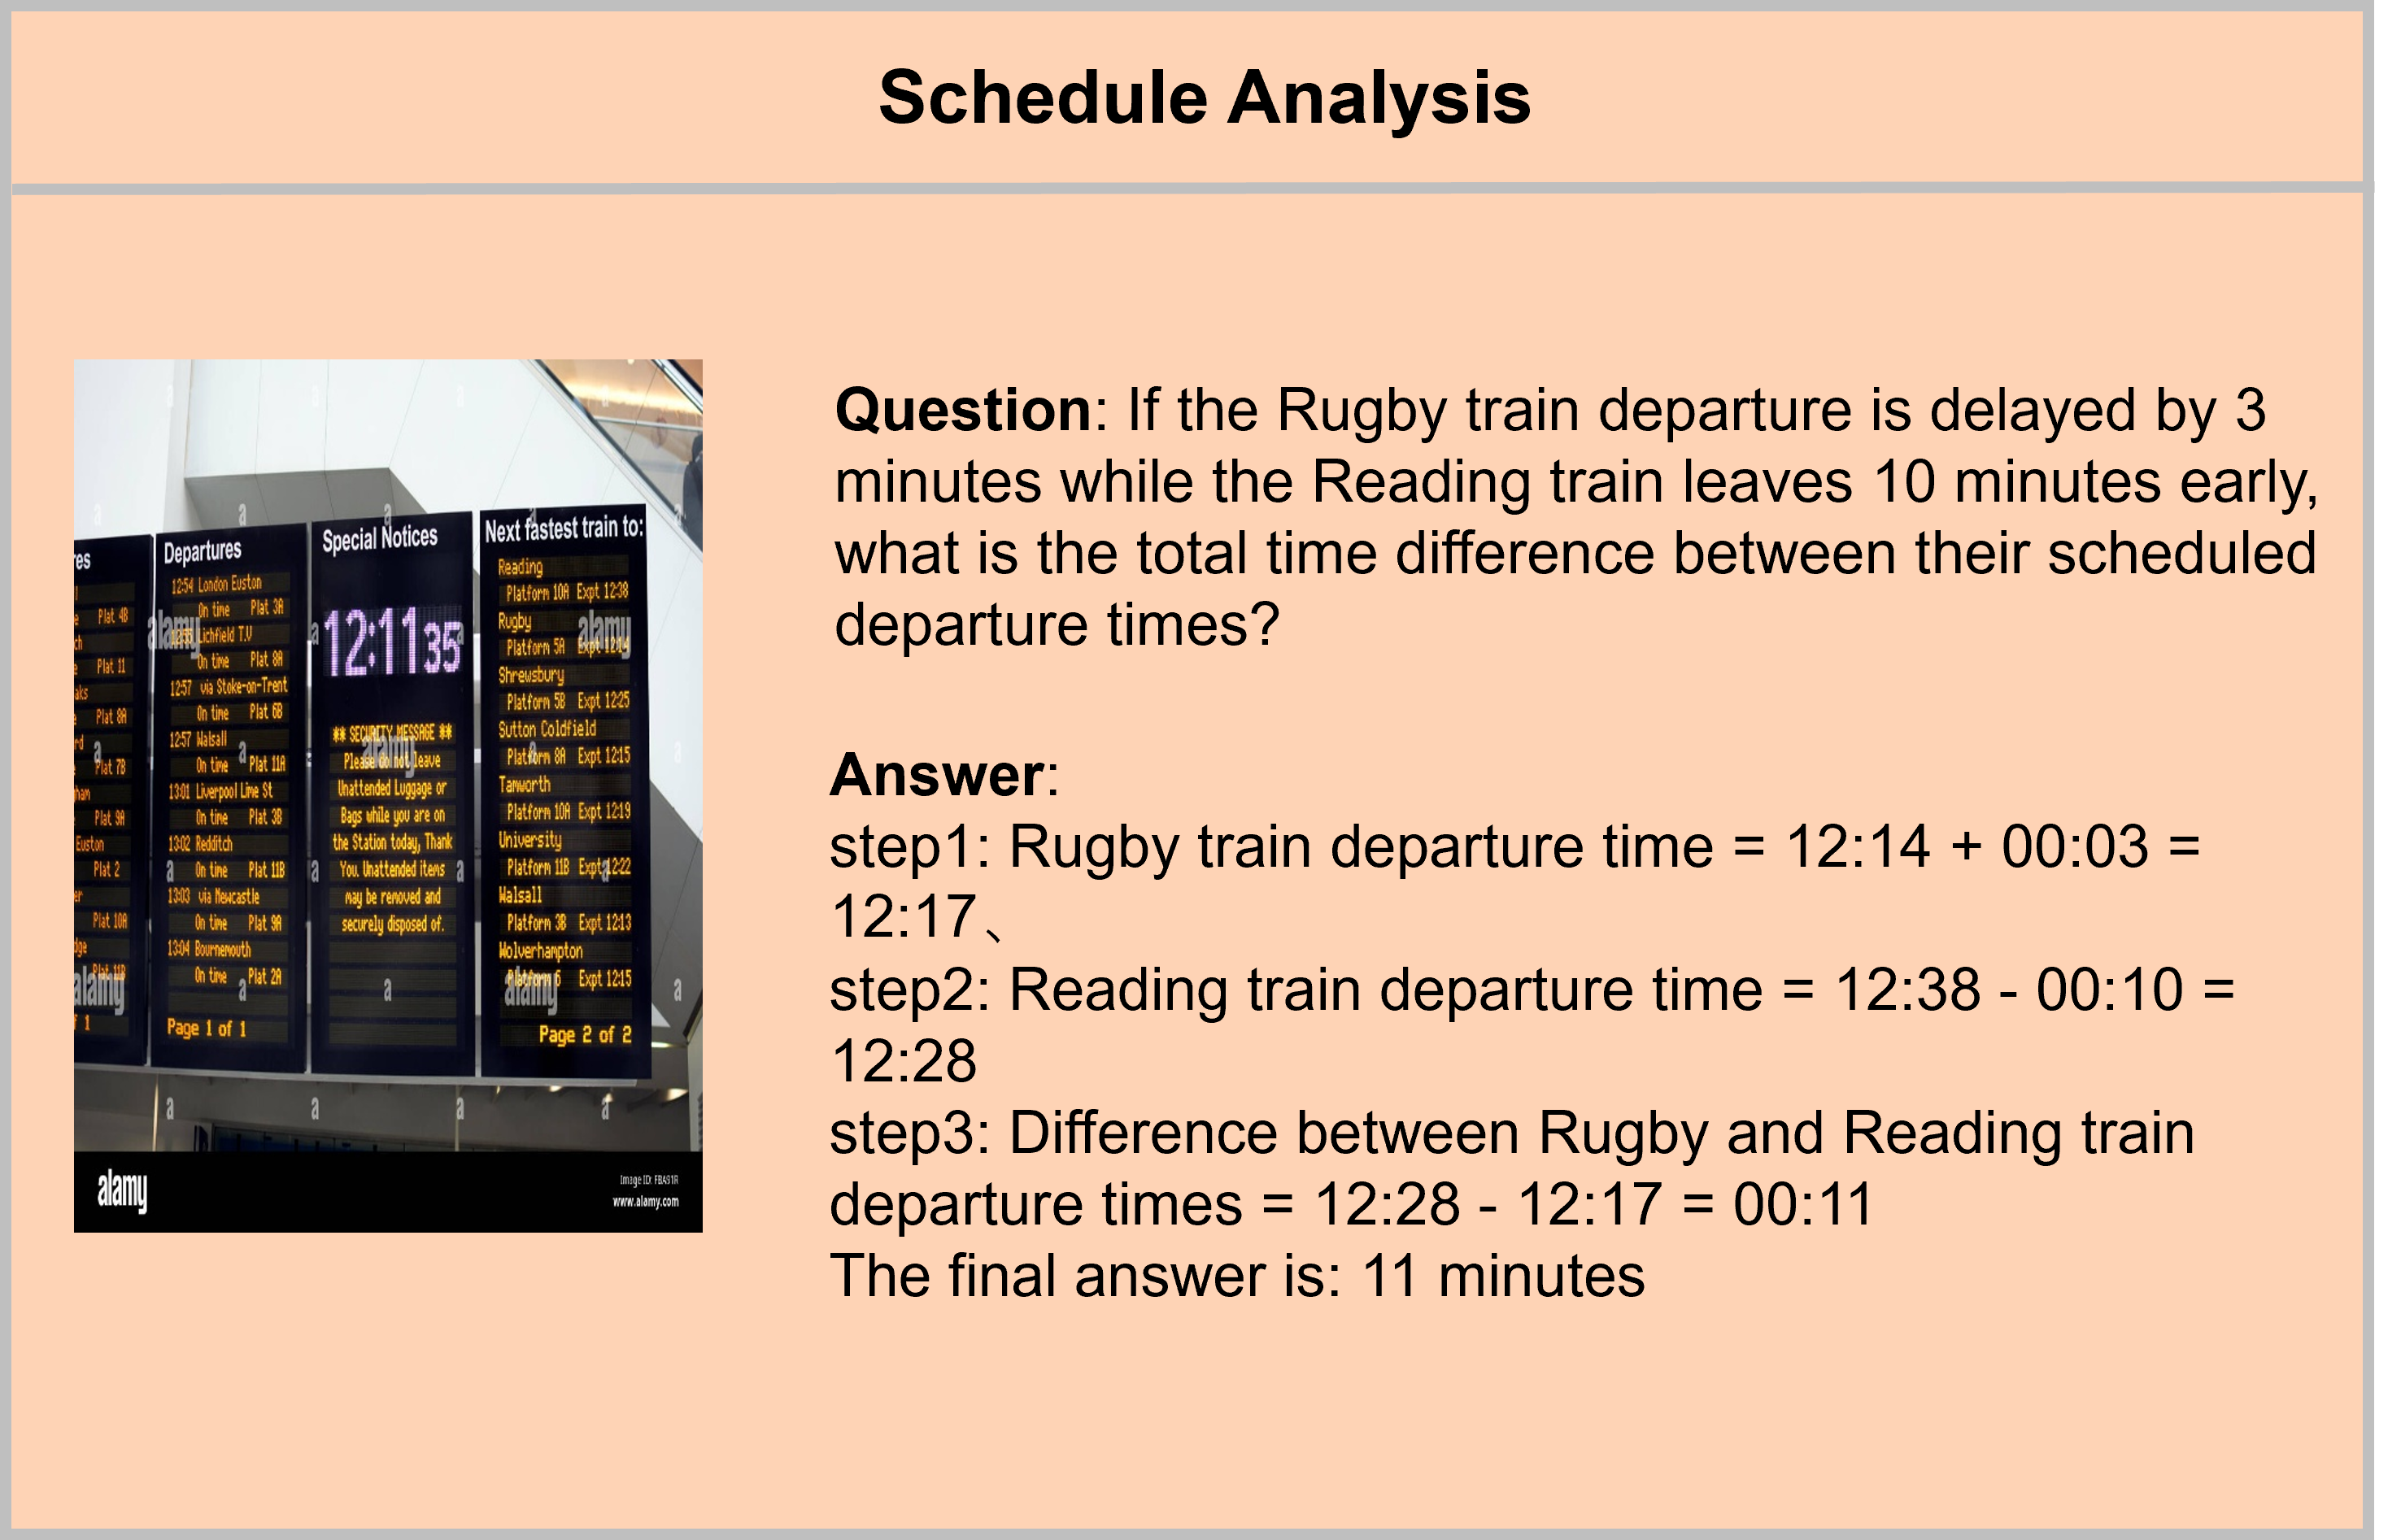 Schedule Analysis
res
Departures
Special Notices
Next fastest train to:
Plat 4B
Plat 11
Plat 8A
Plat 7B
Plat 9A
Euston
Plat 2
Plat 10A
Plat 11B
12:54 London Euston
On time Plat 3A
Lichfield T.V
On time Plat 8A
12:57 via Stoke-on-Trent
On time Plat 6B
12:57 Walsall
On time Plat 11A
13:01 Liverpool Lime St
On time Plat 3B
13:02 Redditch
On time Plat 11B
13:03 via Newcastle
On time Plat 9A
13:04 Bournemouth
On time Plat 2A
Page 1 of 1
12:11 35
** SECURITY MESSAGE **
Please do not leave
Unattended Luggage or
Bags while you are on
the Station today, Thank
You. Unattended items
may be removed and
securely disposed of.
Reading
Platform 10A Expt 12:38
Rugby
Platform 5A Expt 12:14
Shrewsbury
Platform 5B Expt 12:25
Sutton Coldfield
Platform 8A Expt 12:15
Tamworth
Platform 10A Expt 12:19
University
Platform 11B Expt 12:22
Walsall
Platform 3B Expt 12:13
Wolverhampton
Platform 6 Expt 12:15
Page 2 of 2
alamy
Image ID: FBA91R
www.alamy.com
Question: If the Rugby train departure is delayed by 3
minutes while the Reading train leaves 10 minutes early,
what is the total time difference between their scheduled
departure times?
Answer:
step1: Rugby train departure time = 12:14 + 00:03 =
12:17、
step2: Reading train departure time = 12:38 - 00:10 =
12:28
step3: Difference between Rugby and Reading train
departure times = 12:28 - 12:17 = 00:11
The final answer is: 11 minutes